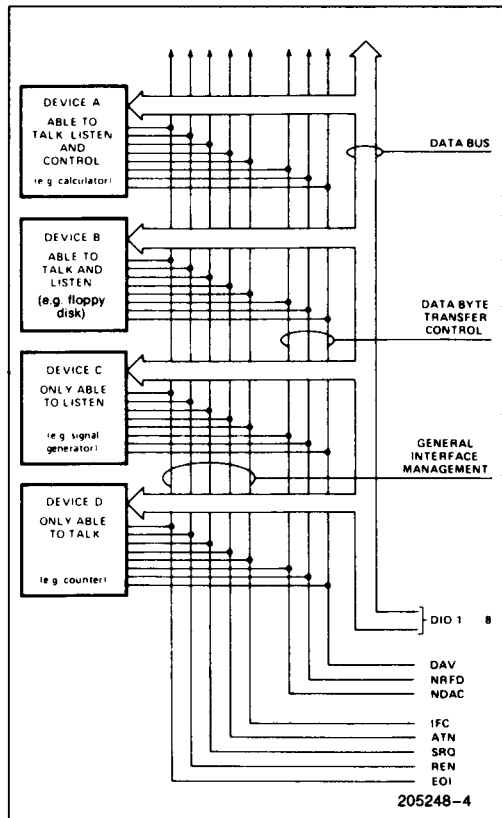 DEVICE A
ABLE TO
TALK LISTEN
AND
CONTROL
(e g calculator)
DATA BUS
DEVICE B
ABLE TO
TALK AND
LISTEN
(e.g. floppy
disk)
DATA BYTE
TRANSFER
CONTROL
DEVICE C
ONLY ABLE
TO LISTEN
(e g signal
generator)
GENERAL
INTERFACE
MANAGEMENT
DEVICE D
ONLY ABLE
TO TALK
(e g counter)
DIO 1 8
DAV
NRFD
NDAC
IFC
ATN
SRQ
REN
EOI
205248-4